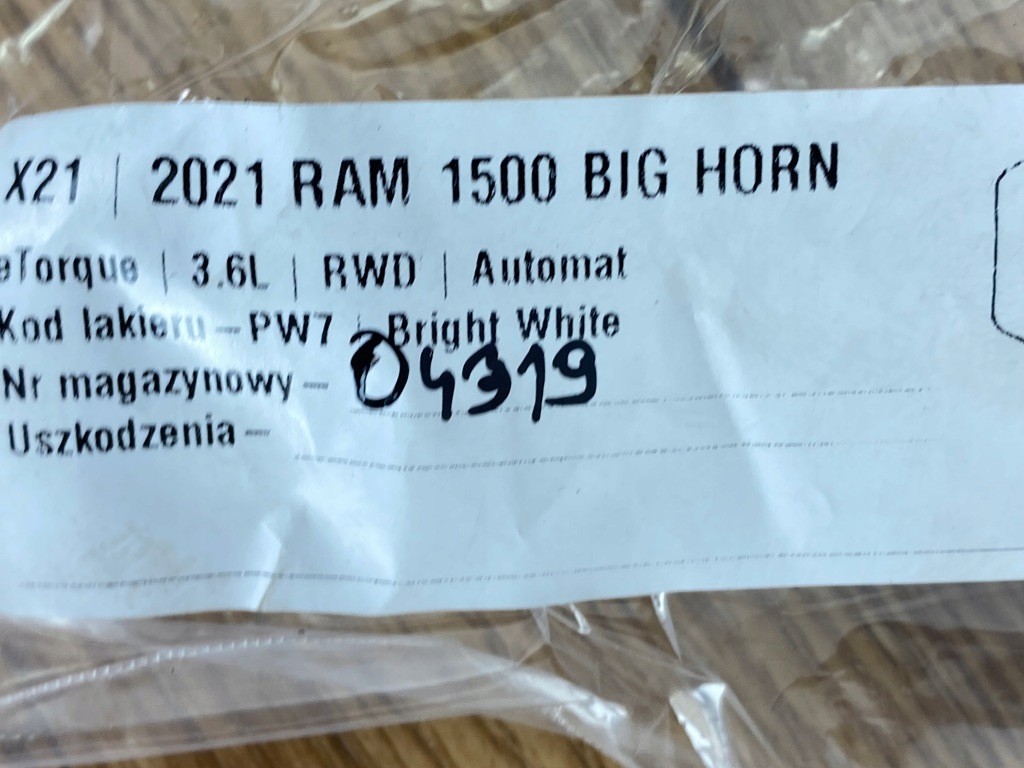 X21 | 2021 RAM 1500 BIG HORN
eTorque | 3.6L | RWD | Automat
Kod lakieru – PW7 | Bright White
Nr magazynowy – 04319
Uszkodzenia –